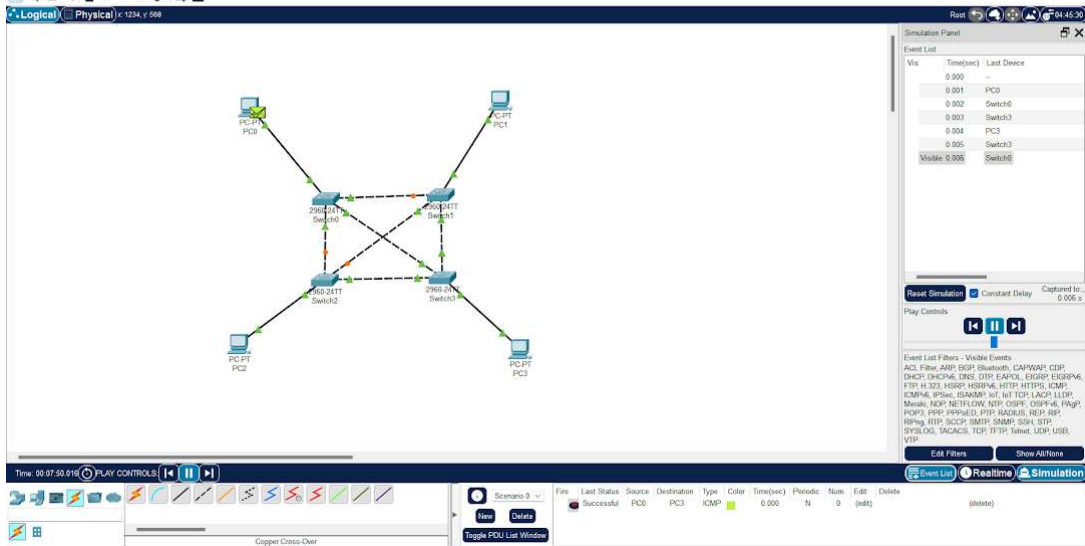 Logical Physical x: 1234, y: 568 Root 04:45:30
Simulation Panel
Event List
Vis. Time(sec) Last Device
0.000 --
0.001 PC0
0.002 Switch0
0.003 Switch3
0.004 PC3
0.005 Switch3
Visible 0.006 Switch0
PC-PT
PC0
PC-PT
PC1
2960-24TT
Switch0
2960-24TT
Switch1
2960-24TT
Switch2
2960-24TT
Switch3
PC-PT
PC2
PC-PT
PC3
Reset Simulation Constant Delay Captured to:
0.006 s
Play Controls
Event List Filters - Visible Events
ACL Filter, ARP, BGP, Bluetooth, CAPWAP, CDP,
DHCP, DHCPv6, DNS, DTP, EAPOL, EIGRP, EIGRPv6,
FTP, H.323, HSRP, HSRPv6, HTTP, HTTPS, ICMP,
ICMPv6, IPSec, ISAKMP, IoT, IoT TCP, LACP, LLDP,
Meraki, NDP, NETFLOW, NTP, OSPF, OSPFv6, PAgP,
POP3, PPP, PPPoED, PTP, RADIUS, REP, RIP,
RIPng, RTP, SCCP, SMTP, SNMP, SSH, STP,
SYSLOG, TACACS, TCP, TFTP, Telnet, UDP, USB,
VTP
Edit Filters Show All/None
Time: 00:07:50.016 PLAY CONTROLS: Event List Realtime Simulation
Scenario 0
New Delete
Toggle PDU List Window
Fire Last Status Source Destination Type Color Time(sec) Periodic Num Edit Delete
Successful PC0 PC3 ICMP 0.000 N 0 (edit) (delete)
Copper Cross-Over